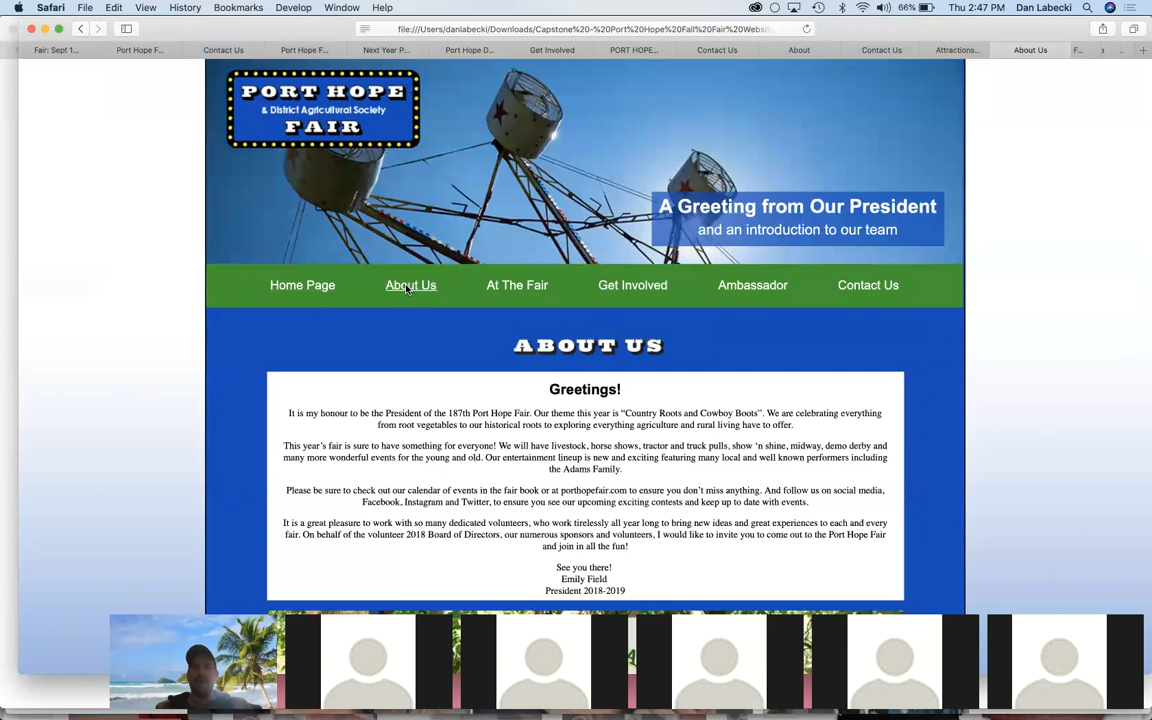 Safari File Edit View History Bookmarks Develop Window Help 66% Thu 2:47 PM Dan Labecki
file:///Users/danlabecki/Downloads/Capstone%20-%20Port%20Hope%20Fall%20Fair%20Websit
Fair: Sept 1... Port Hope F... Contact Us Port Hope F... Next Year P... Port Hope D... Get Involved PORT HOPE... Contact Us About Contact Us Attractions... About Us F...
PORT HOPE
& District Agricultural Society
FAIR
A Greeting from Our President
and an introduction to our team
Home Page About Us At The Fair Get Involved Ambassador Contact Us
ABOUT US
Greetings!
It is my honour to be the President of the 187th Port Hope Fair. Our theme this year is “Country Roots and Cowboy Boots”. We are celebrating everything
from root vegetables to our historical roots to exploring everything agriculture and rural living have to offer.
This year’s fair is sure to have something for everyone! We will have livestock, horse shows, tractor and truck pulls, show ‘n shine, midway, demo derby and
many more wonderful events for the young and old. Our entertainment lineup is new and exciting featuring many local and well known performers including
the Adams Family.
Please be sure to check out our calendar of events in the fair book or at porthopefair.com to ensure you don’t miss anything. And follow us on social media,
Facebook, Instagram and Twitter, to ensure you see our upcoming exciting contests and keep up to date with events.
It is a great pleasure to work with so many dedicated volunteers, who work tirelessly all year long to bring new ideas and great experiences to each and every
fair. On behalf of the volunteer 2018 Board of Directors, our numerous sponsors and volunteers, I would like to invite you to come out to the Port Hope Fair
and join in all the fun!
See you there!
Emily Field
President 2018-2019